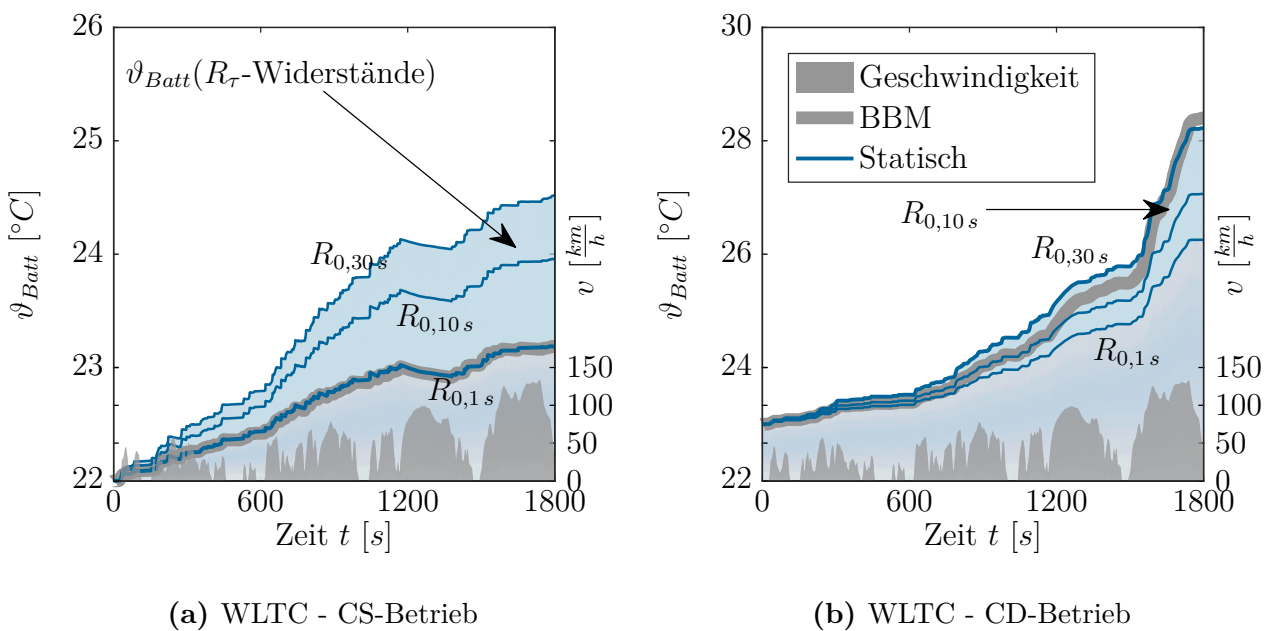 26
25
24
23
22
ϑ_Batt [°C]
ϑ_Batt(R_τ-Widerstände)
R_0,30 s
R_0,10 s
R_0,1 s
150
100
50
0
v [km/h]
0 600 1200 1800
Zeit t [s]
(a) WLTC - CS-Betrieb
30
28
26
24
22
ϑ_Batt [°C]
Geschwindigkeit
BBM
Statisch
R_0,10 s
R_0,30 s
R_0,1 s
150
100
50
0
v [km/h]
0 600 1200 1800
Zeit t [s]
(b) WLTC - CD-Betrieb